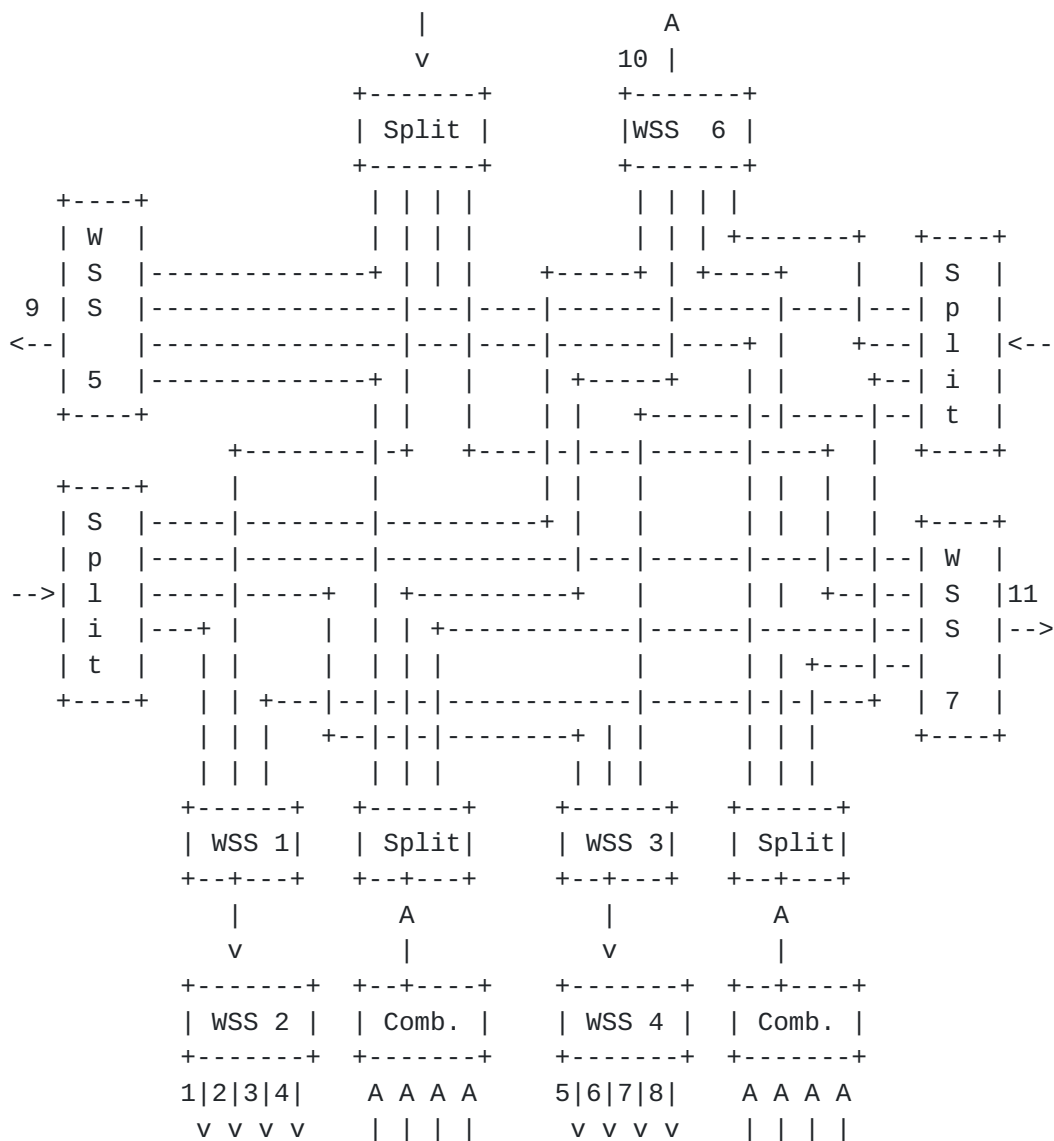 |               A
                          v            10 |
                      +-------+        +-------+
                      | Split |        |WSS  6 |
                      +-------+        +-------+
   +----+              | | | |          | | | |
   | W  |              | | | |          | | | +-------+   +----+
   | S  |--------------+ | | |    +-----+ | +----+    |   | S  |
 9 | S  |----------------|---|----|-------|------|----|---| p  |
<--|    |----------------|---|----|-------|----+ |    +---| l  |<--
   | 5  |--------------+ |   |    | +-----+    | |     +--| i  |
   +----+              | |   |    | |   +------|-|-----|--| t  |
              +--------|-+   +----|-|---|------|----+  |  +----+
   +----+     |        |          | |   |      | |  |  |
   | S  |-----|--------|----------+ |   |      | |  |  |  +----+
   | p  |-----|--------|------------|---|------|----|--|--| W  |
-->| l  |-----|-----+  | +----------+   |      | |  +--|--| S  |11
   | i  |---+ |     |  | | +------------|------|-------|--| S  |-->
   | t  |   | |     |  | | |            |      | | +---|--|    |
   +----+   | | +---|--|-|-|------------|------|-|-|---+  | 7  |
            | | |   +--|-|-|--------+ | |      | | |      +----+
            | | |      | | |        | | |      | | |
           +------+   +------+     +------+   +------+
           | WSS 1|   | Split|     | WSS 3|   | Split|
           +--+---+   +--+---+     +--+---+   +--+---+
              |          A            |          A
              v          |            v          |
           +-------+  +--+----+    +-------+  +--+----+
           | WSS 2 |  | Comb. |    | WSS 4 |  | Comb. |
           +-------+  +-------+    +-------+  +-------+
           1|2|3|4|    A A A A     5|6|7|8|    A A A A
            v v v v    | | | |      v v v v    | | | |